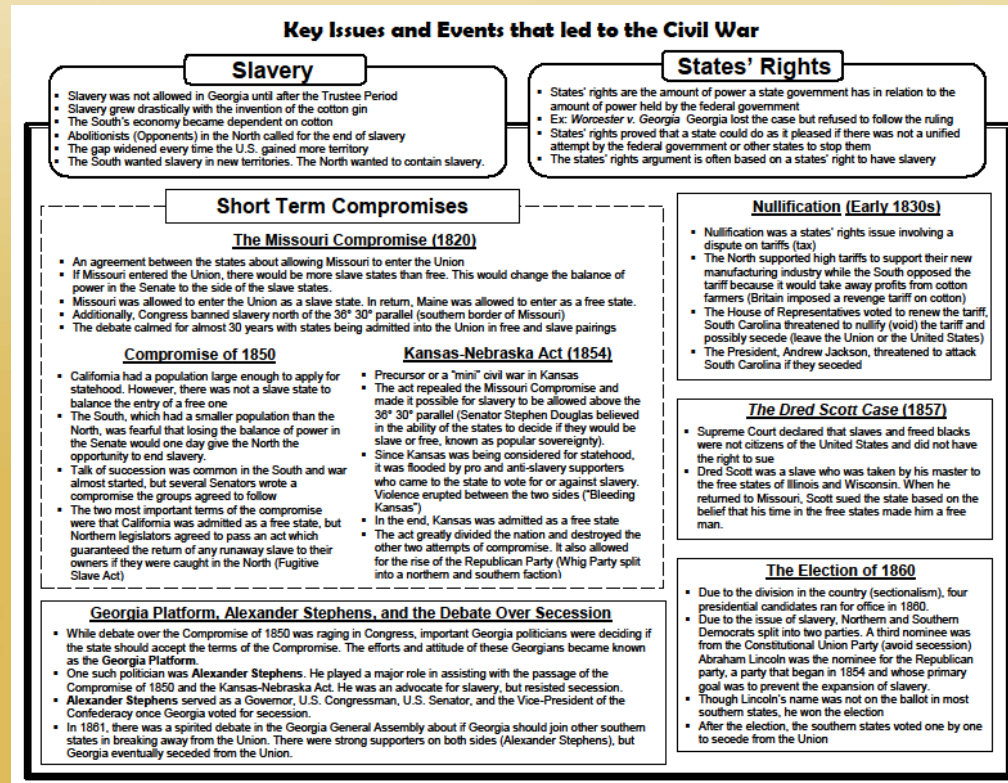 Key Issues and Events that led to the Civil War
Slavery
▪ Slavery was not allowed in Georgia until after the Trustee Period
▪ Slavery grew drastically with the invention of the cotton gin
▪ The South's economy became dependent on cotton
▪ Abolitionists (Opponents) in the North called for the end of slavery
▪ The gap widened every time the U.S. gained more territory
▪ The South wanted slavery in new territories. The North wanted to contain slavery.
States' Rights
▪ States' rights are the amount of power a state government has in relation to the
amount of power held by the federal government
▪ Ex: Worcester v. Georgia Georgia lost the case but refused to follow the ruling
▪ States' rights proved that a state could do as it pleased if there was not a unified
attempt by the federal government or other states to stop them
▪ The states' rights argument is often based on a states' right to have slavery
Short Term Compromises
The Missouri Compromise (1820)
▪ An agreement between the states about allowing Missouri to enter the Union
▪ If Missouri entered the Union, there would be more slave states than free. This would change the balance of
power in the Senate to the side of the slave states.
▪ Missouri was allowed to enter the Union as a slave state. In return, Maine was allowed to enter as a free state.
▪ Additionally, Congress banned slavery north of the 36° 30° parallel (southern border of Missouri)
▪ The debate calmed for almost 30 years with states being admitted into the Union in free and slave pairings
Compromise of 1850
▪ California had a population large enough to apply for
statehood. However, there was not a slave state to
balance the entry of a free one
▪ The South, which had a smaller population than the
North, was fearful that losing the balance of power in
the Senate would one day give the North the
opportunity to end slavery.
▪ Talk of succession was common in the South and war
almost started, but several Senators wrote a
compromise the groups agreed to follow
▪ The two most important terms of the compromise
were that California was admitted as a free state, but
Northern legislators agreed to pass an act which
guaranteed the return of any runaway slave to their
owners if they were caught in the North (Fugitive
Slave Act)
Kansas-Nebraska Act (1854)
▪ Precursor or a "mini" civil war in Kansas
▪ The act repealed the Missouri Compromise and
made it possible for slavery to be allowed above the
36° 30° parallel (Senator Stephen Douglas believed
in the ability of the states to decide if they would be
slave or free, known as popular sovereignty).
▪ Since Kansas was being considered for statehood,
it was flooded by pro and anti-slavery supporters
who came to the state to vote for or against slavery.
Violence erupted between the two sides ("Bleeding
Kansas")
▪ In the end, Kansas was admitted as a free state
▪ The act greatly divided the nation and destroyed the
other two attempts of compromise. It also allowed
for the rise of the Republican Party (Whig Party split
into a northern and southern faction)
Nullification (Early 1830s)
▪ Nullification was a states' rights issue involving a
dispute on tariffs (tax)
▪ The North supported high tariffs to support their new
manufacturing industry while the South opposed the
tariff because it would take away profits from cotton
farmers (Britain imposed a revenge tariff on cotton)
▪ The House of Representatives voted to renew the tariff,
South Carolina threatened to nullify (void) the tariff and
possibly secede (leave the Union or the United States)
▪ The President, Andrew Jackson, threatened to attack
South Carolina if they seceded
The Dred Scott Case (1857)
▪ Supreme Court declared that slaves and freed blacks
were not citizens of the United States and did not have
the right to sue
▪ Dred Scott was a slave who was taken by his master to
the free states of Illinois and Wisconsin. When he
returned to Missouri, Scott sued the state based on the
belief that his time in the free states made him a free
man.
Georgia Platform, Alexander Stephens, and the Debate Over Secession
▪ While debate over the Compromise of 1850 was raging in Congress, important Georgia politicians were deciding if
the state should accept the terms of the Compromise. The efforts and attitude of these Georgians became known
as the Georgia Platform.
▪ One such politician was Alexander Stephens. He played a major role in assisting with the passage of the
Compromise of 1850 and the Kansas-Nebraska Act. He was an advocate for slavery, but resisted secession.
▪ Alexander Stephens served as a Governor, U.S. Congressman, U.S. Senator, and the Vice-President of the
Confederacy once Georgia voted for secession.
▪ In 1861, there was a spirited debate in the Georgia General Assembly about if Georgia should join other southern
states in breaking away from the Union. There were strong supporters on both sides (Alexander Stephens), but
Georgia eventually seceded from the Union.
The Election of 1860
▪ Due to the division in the country (sectionalism), four
presidential candidates ran for office in 1860.
▪ Due to the issue of slavery, Northern and Southern
Democrats split into two parties. A third nominee was
from the Constitutional Union Party (avoid secession)
Abraham Lincoln was the nominee for the Republican
party, a party that began in 1854 and whose primary
goal was to prevent the expansion of slavery.
▪ Though Lincoln's name was not on the ballot in most
southern states, he won the election
▪ After the election, the southern states voted one by one
to secede from the Union